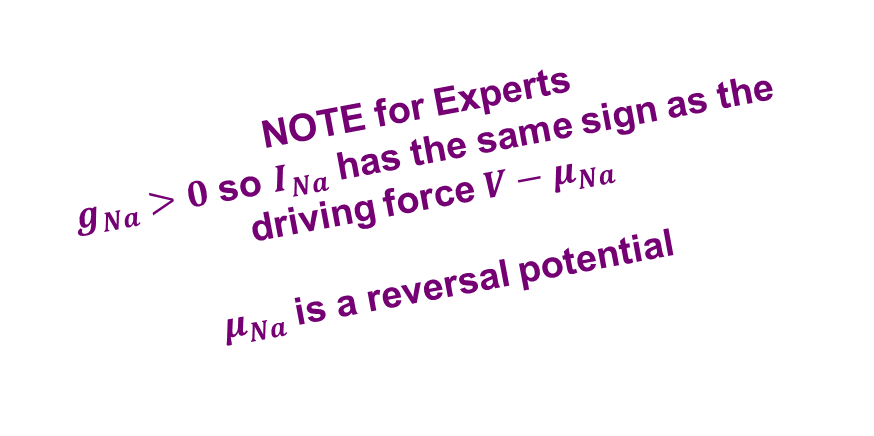 NOTE for Experts
g_Na > 0 so I_Na has the same sign as the
driving force V − μ_Na
μ_Na is a reversal potential